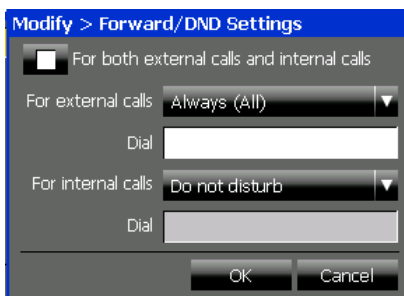 Modify > Forward/DND Settings
For both external calls and internal calls
For external calls Always (All)
Dial
For internal calls Do not disturb
Dial
OK Cancel